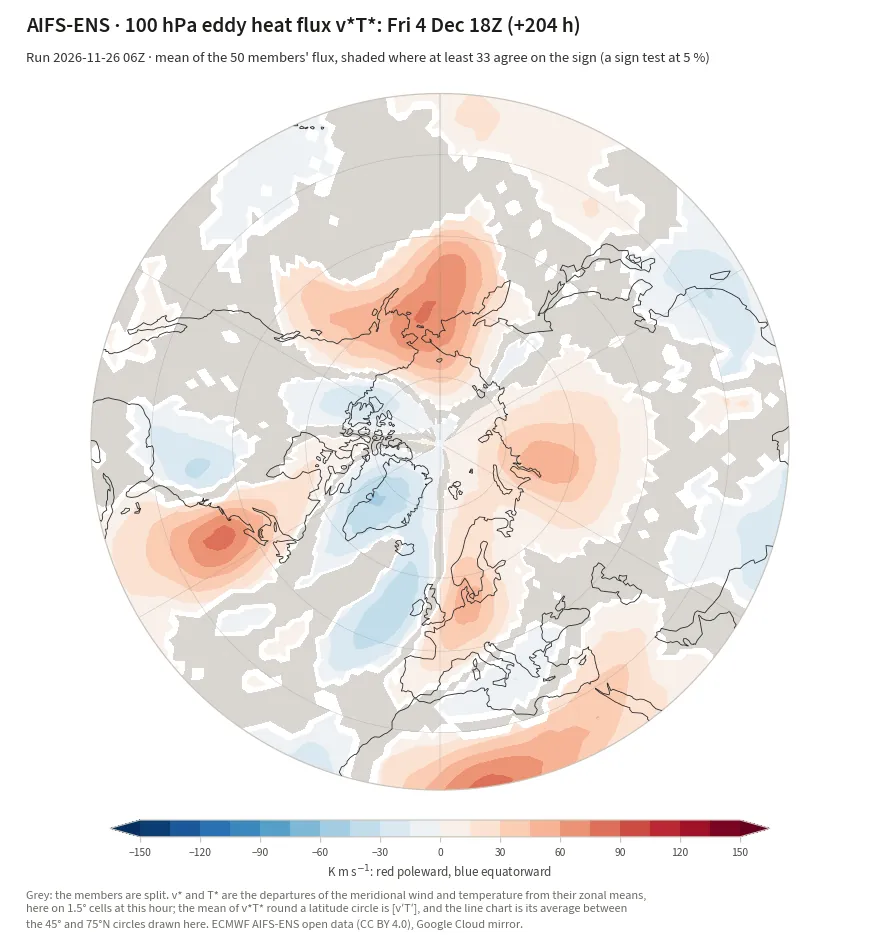 AIFS-ENS · 100 hPa eddy heat flux v*T*: Fri 4 Dec 18Z (+204 h)
Run 2026-11-26 06Z · mean of the 50 members' flux, shaded where at least 33 agree on the sign (a sign test at 5 %)
−150 −120 −90 −60 −30 0 30 60 90 120 150
K m s⁻¹: red poleward, blue equatorward
Grey: the members are split. v* and T* are the departures of the meridional wind and temperature from their zonal means,
here on 1.5° cells at this hour; the mean of v*T* round a latitude circle is [v'T'], and the line chart is its average between
the 45° and 75°N circles drawn here. ECMWF AIFS-ENS open data (CC BY 4.0), Google Cloud mirror.